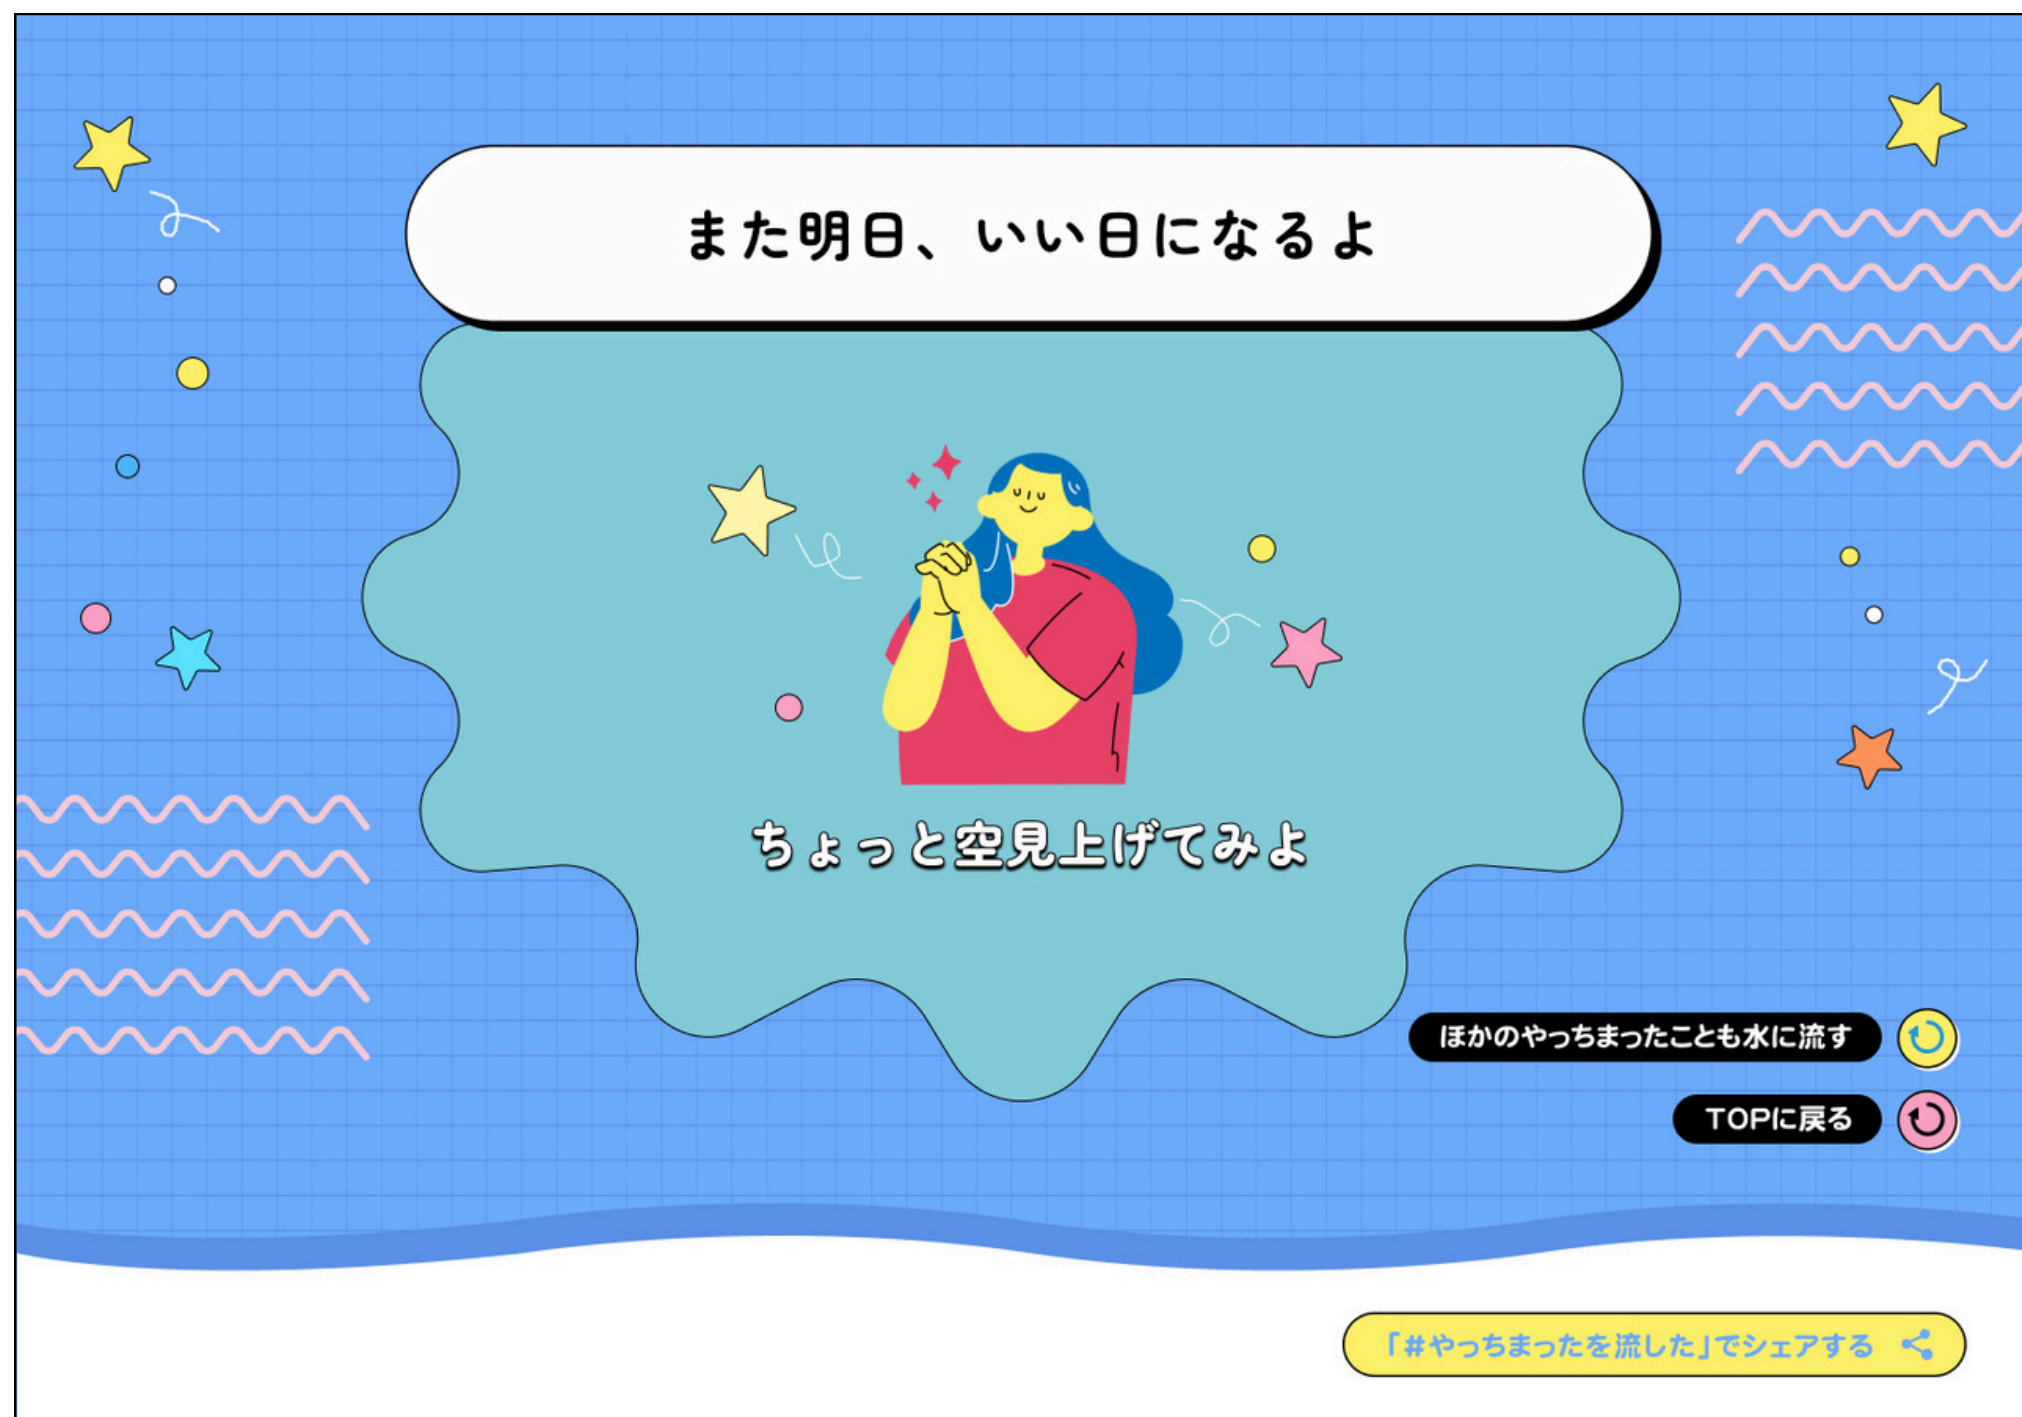 また明日、いい日になるよ
ちょっと空見上げてみよ
ほかのやっちまったことも水に流す
TOPに戻る
「#やっちまったを流した」でシェアする